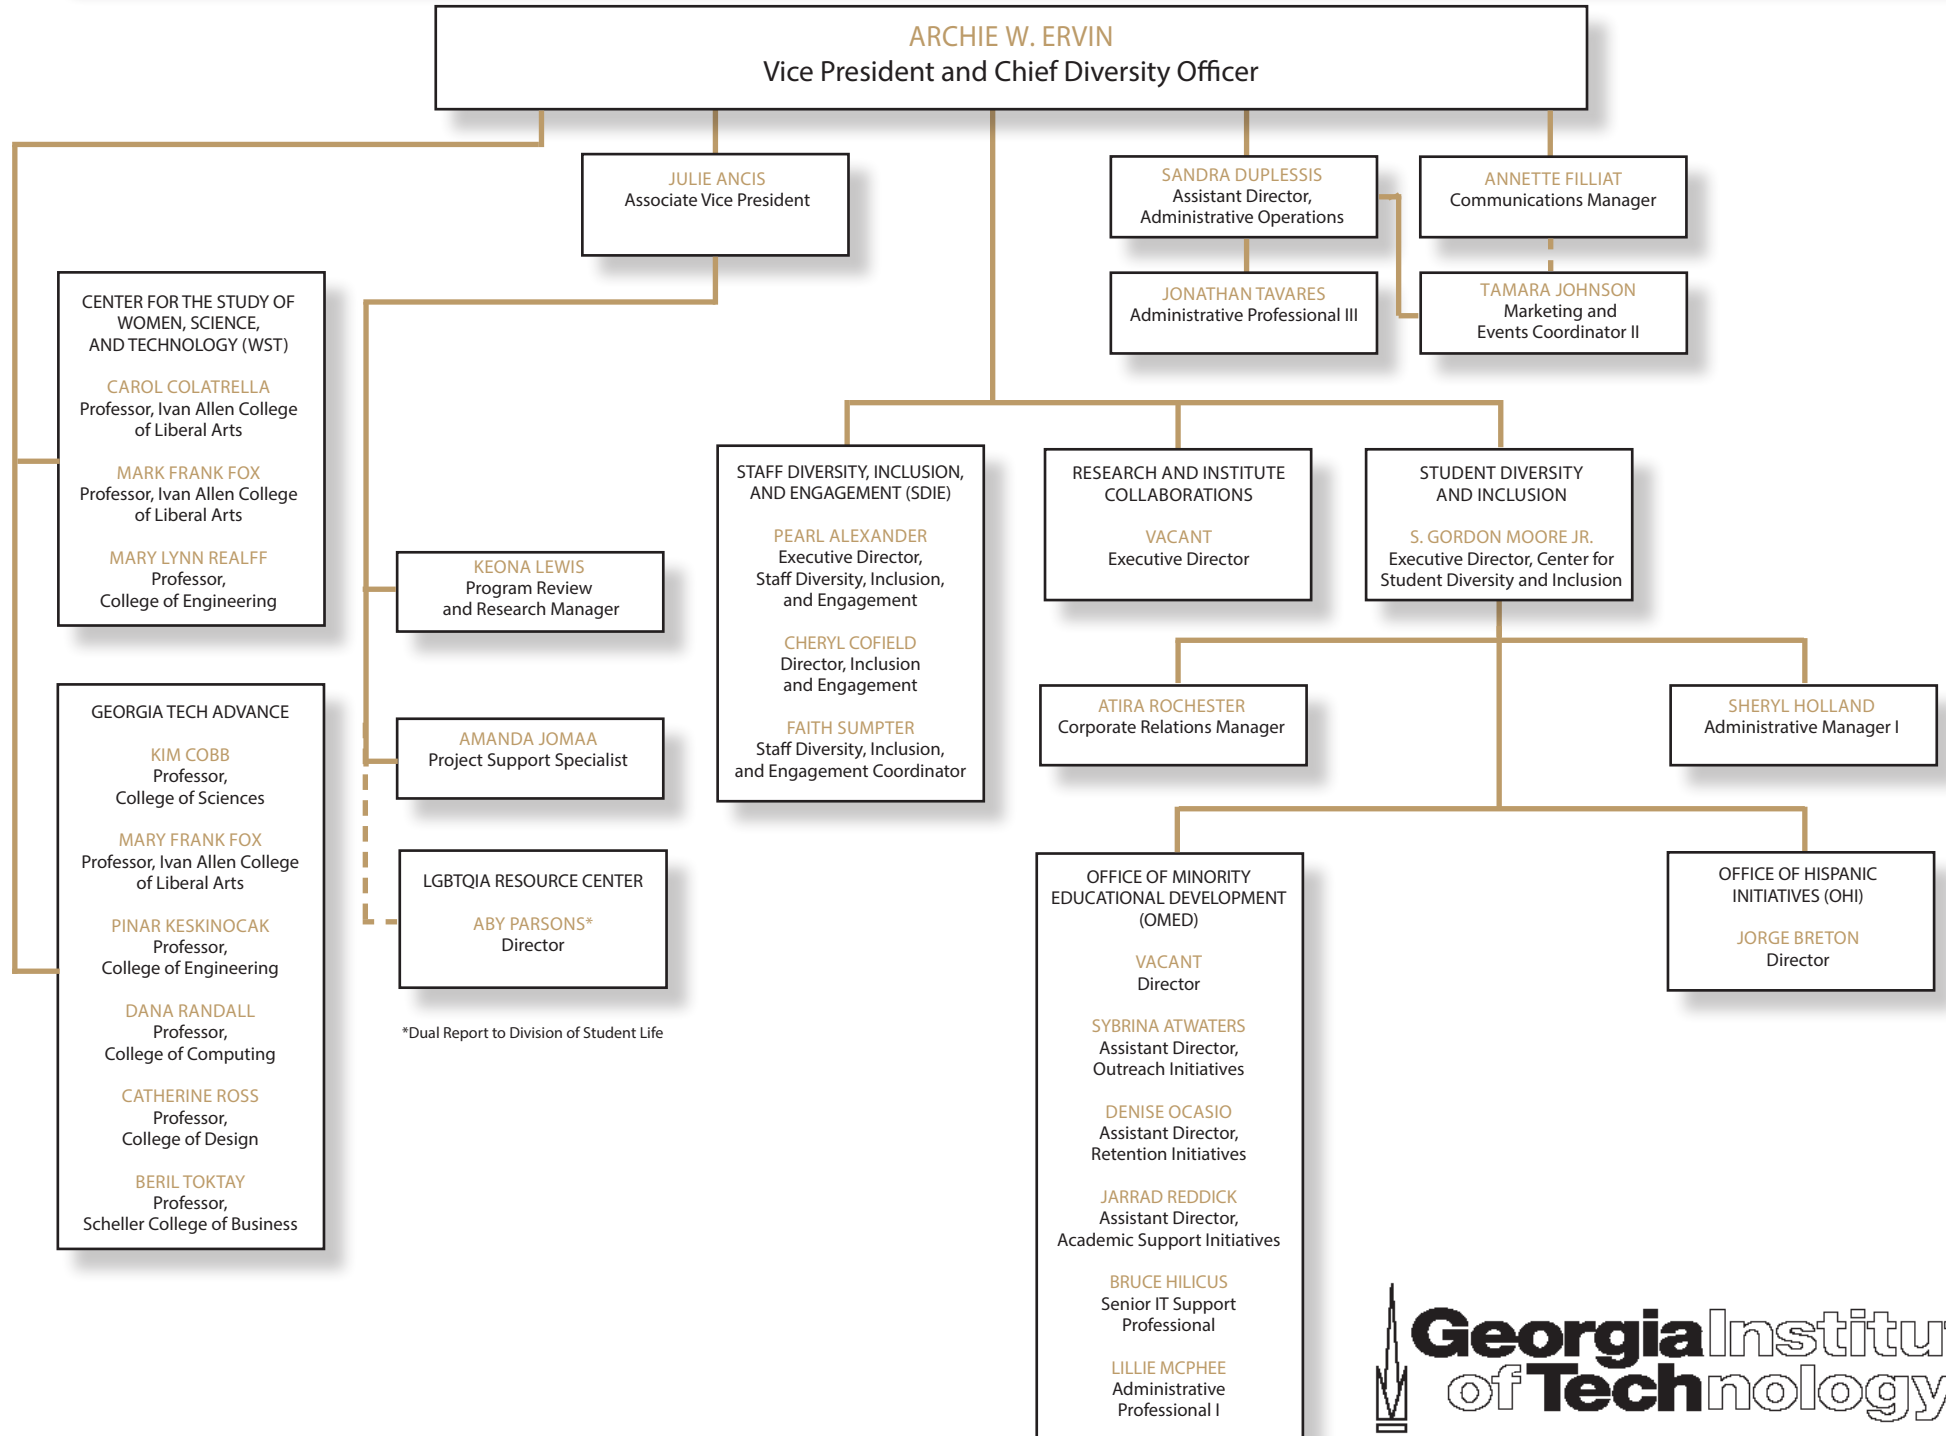 ARCHIE W. ERVIN
Vice President and Chief Diversity Officer
JULIE ANCIS
Associate Vice President
SANDRA DUPLESSIS
Assistant Director,
Administrative Operations
ANNETTE FILLIAT
Communications Manager
JONATHAN TAVARES
Administrative Professional III
TAMARA JOHNSON
Marketing and
Events Coordinator II
CENTER FOR THE STUDY OF
WOMEN, SCIENCE,
AND TECHNOLOGY (WST)
CAROL COLATRELLA
Professor, Ivan Allen College
of Liberal Arts
MARK FRANK FOX
Professor, Ivan Allen College
of Liberal Arts
MARY LYNN REALFF
Professor,
College of Engineering
GEORGIA TECH ADVANCE
KIM COBB
Professor,
College of Sciences
MARY FRANK FOX
Professor, Ivan Allen College
of Liberal Arts
PINAR KESKINOCAK
Professor,
College of Engineering
DANA RANDALL
Professor,
College of Computing
CATHERINE ROSS
Professor,
College of Design
BERIL TOKTAY
Professor,
Scheller College of Business
KEONA LEWIS
Program Review
and Research Manager
AMANDA JOMAA
Project Support Specialist
LGBTQIA RESOURCE CENTER
ABY PARSONS*
Director
*Dual Report to Division of Student Life
STAFF DIVERSITY, INCLUSION,
AND ENGAGEMENT (SDIE)
PEARL ALEXANDER
Executive Director,
Staff Diversity, Inclusion,
and Engagement
CHERYL COFIELD
Director, Inclusion
and Engagement
FAITH SUMPTER
Staff Diversity, Inclusion,
and Engagement Coordinator
RESEARCH AND INSTITUTE
COLLABORATIONS
VACANT
Executive Director
STUDENT DIVERSITY
AND INCLUSION
S. GORDON MOORE JR.
Executive Director, Center for
Student Diversity and Inclusion
ATIRA ROCHESTER
Corporate Relations Manager
SHERYL HOLLAND
Administrative Manager I
OFFICE OF MINORITY
EDUCATIONAL DEVELOPMENT
(OMED)
VACANT
Director
SYBRINA ATWATERS
Assistant Director,
Outreach Initiatives
DENISE OCASIO
Assistant Director,
Retention Initiatives
JARRAD REDDICK
Assistant Director,
Academic Support Initiatives
BRUCE HILICUS
Senior IT Support
Professional
LILLIE MCPHEE
Administrative
Professional I
OFFICE OF HISPANIC
INITIATIVES (OHI)
JORGE BRETON
Director
Georgia Institu
of Technology